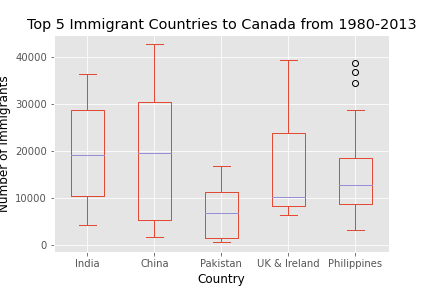 Top 5 Immigrant Countries to Canada from 1980-2013
Number of Immigrants
40000
30000
20000
10000
0
India China Pakistan UK & Ireland Philippines
Country